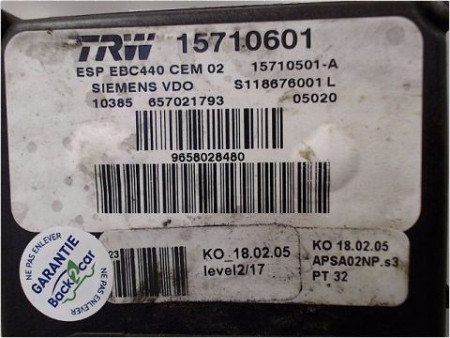 TRW 15710601
ESP EBC440 CEM 02 15710501-A
SIEMENS VDO S118676001 L
10385 657021793 05020
9658028480
23
KO_18.02.05
level2/17
KO 18.02.05
APSA02NP.s3
PT 32
NE PAS ENLEVER
GARANTIE
Back2car
NE PAS ENLEVER